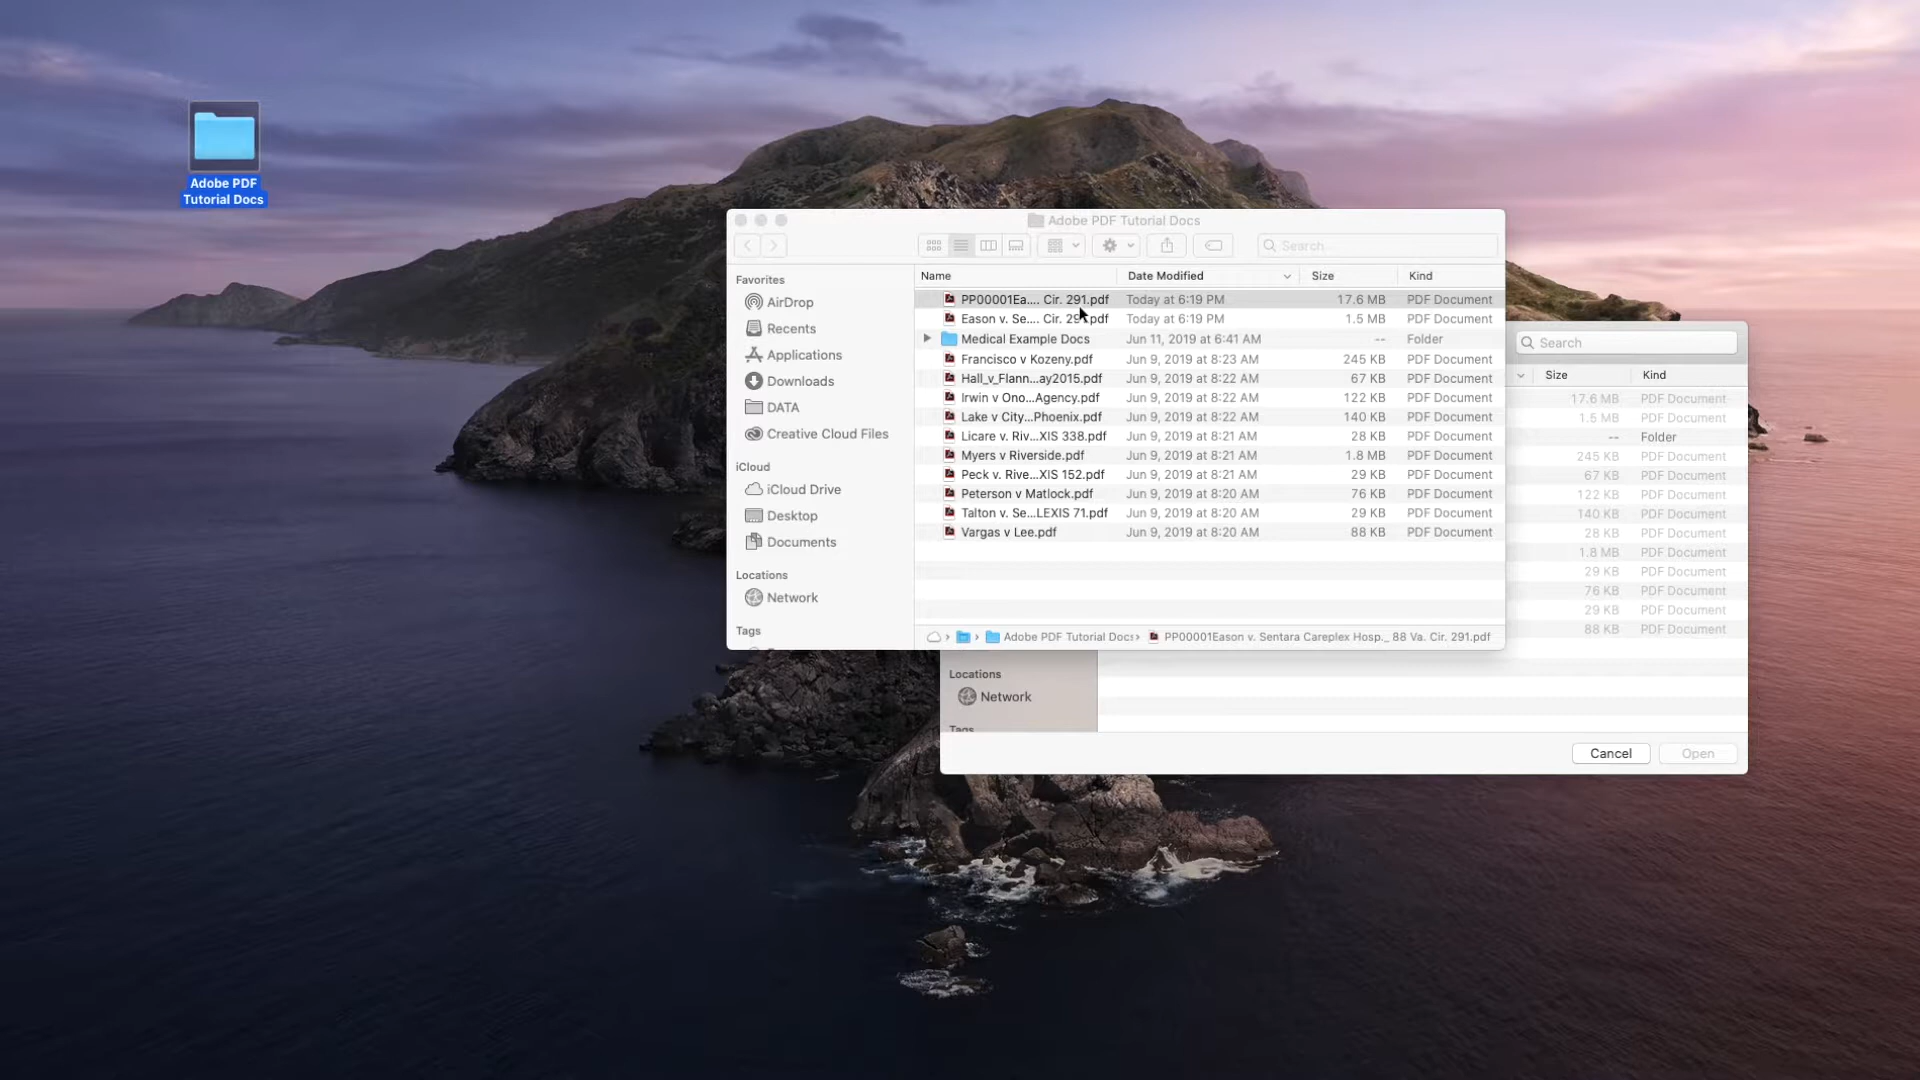 Adobe PDF
Tutorial Docs
Adobe PDF Tutorial Docs
Search
Favorites
AirDrop
Recents
Applications
Downloads
DATA
Creative Cloud Files
iCloud
iCloud Drive
Desktop
Documents
Locations
Network
Tags
Name Date Modified Size Kind
PP00001Ea.... Cir. 291.pdf Today at 6:19 PM 17.6 MB PDF Document
Eason v. Se.... Cir. 291.pdf Today at 6:19 PM 1.5 MB PDF Document
Medical Example Docs Jun 11, 2019 at 6:41 AM -- Folder
Francisco v Kozeny.pdf Jun 9, 2019 at 8:23 AM 245 KB PDF Document
Hall_v_Flann...ay2015.pdf Jun 9, 2019 at 8:22 AM 67 KB PDF Document
Irwin v Ono...Agency.pdf Jun 9, 2019 at 8:22 AM 122 KB PDF Document
Lake v City...Phoenix.pdf Jun 9, 2019 at 8:22 AM 140 KB PDF Document
Licare v. Riv...XIS 338.pdf Jun 9, 2019 at 8:21 AM 28 KB PDF Document
Myers v Riverside.pdf Jun 9, 2019 at 8:21 AM 1.8 MB PDF Document
Peck v. Rive...XIS 152.pdf Jun 9, 2019 at 8:21 AM 29 KB PDF Document
Peterson v Matlock.pdf Jun 9, 2019 at 8:20 AM 76 KB PDF Document
Talton v. Se...LEXIS 71.pdf Jun 9, 2019 at 8:20 AM 29 KB PDF Document
Vargas v Lee.pdf Jun 9, 2019 at 8:20 AM 88 KB PDF Document
Adobe PDF Tutorial Docs PP00001Eason v. Sentara Careplex Hosp._ 88 Va. Cir. 291.pdf
Search
Size Kind
17.6 MB PDF Document
1.5 MB PDF Document
-- Folder
245 KB PDF Document
67 KB PDF Document
122 KB PDF Document
140 KB PDF Document
28 KB PDF Document
1.8 MB PDF Document
29 KB PDF Document
76 KB PDF Document
29 KB PDF Document
88 KB PDF Document
Locations
Network
Tags
Cancel Open